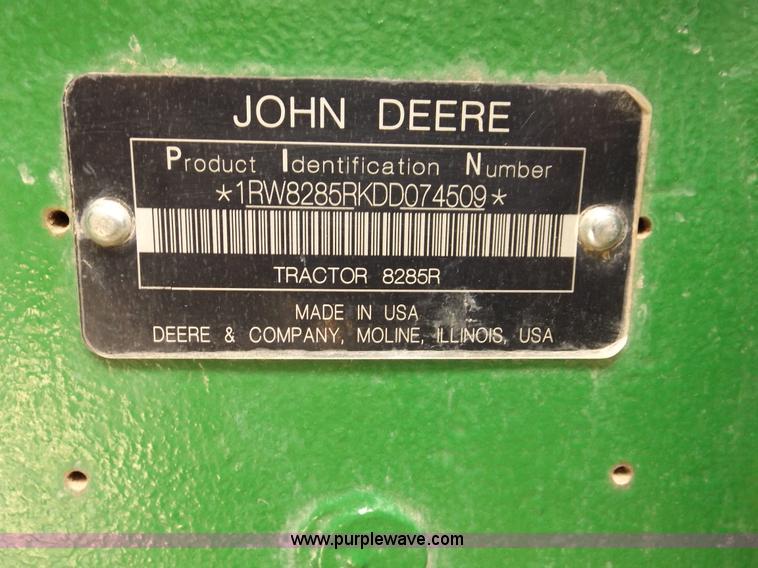 JOHN DEERE
Product Identification Number
*1RW8285RKDD074509*
TRACTOR 8285R
MADE IN USA
DEERE & COMPANY, MOLINE, ILLINOIS, USA
www.purplewave.com